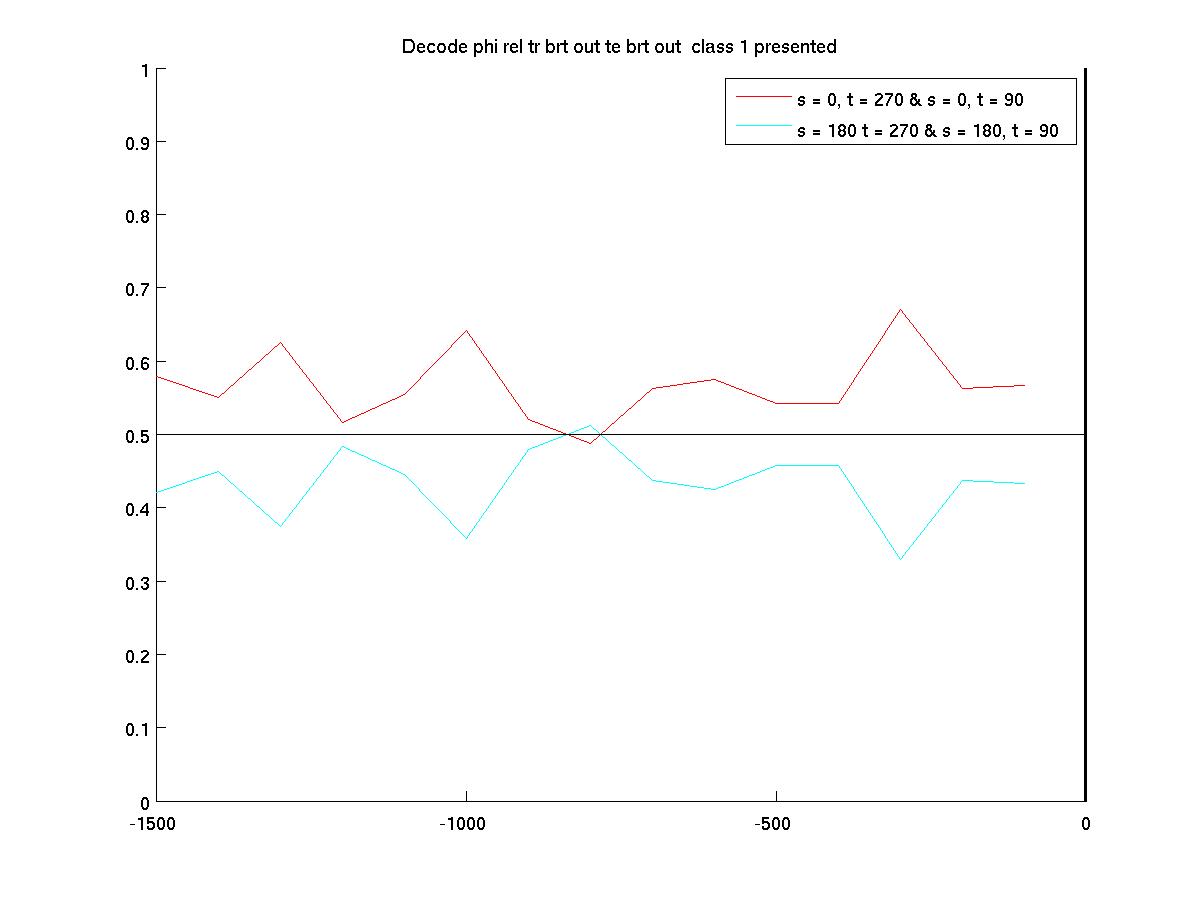 Decode phi rel tr brt out te brt out  class 1 presented
1
s = 0, t = 270 & s = 0, t = 90
s = 180 t = 270 & s = 180, t = 90
0.9
0.8
0.7
0.6
0.5
0.4
0.3
0.2
0.1
0
-1500 -1000 -500 0